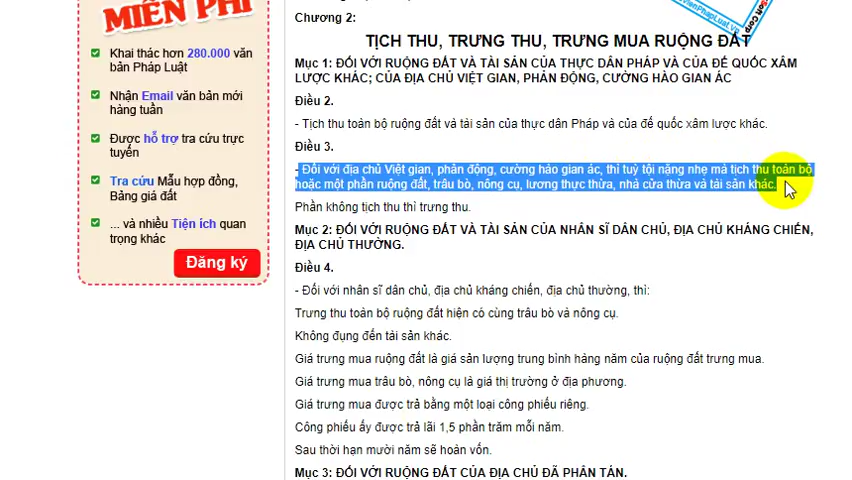 MIỄN PHÍ
Khai thác hơn 280.000 văn
bản Pháp Luật
Nhận Email văn bản mới
hàng tuần
Được hỗ trợ tra cứu trực
tuyến
Tra cứu Mẫu hợp đồng,
Bảng giá đất
... và nhiều Tiện ích quan
trọng khác
Đăng ký
Chương 2:
TỊCH THU, TRƯNG THU, TRƯNG MUA RUỘNG ĐẤT
Mục 1: ĐỐI VỚI RUỘNG ĐẤT VÀ TÀI SẢN CỦA THỰC DÂN PHÁP VÀ CỦA ĐẾ QUỐC XÂM
LƯỢC KHÁC; CỦA ĐỊA CHỦ VIỆT GIAN, PHẢN ĐỘNG, CƯỜNG HÀO GIAN ÁC
Điều 2.
- Tịch thu toàn bộ ruộng đất và tài sản của thực dân Pháp và của đế quốc xâm lược khác.
Điều 3.
- Đối với địa chủ Việt gian, phản động, cường hào gian ác, thì tuỳ tội nặng nhẹ mà tịch thu toàn bộ
hoặc một phần ruộng đất, trâu bò, nông cụ, lương thực thừa, nhà cửa thừa và tài sản khác.
Phần không tịch thu thì trưng thu.
Mục 2: ĐỐI VỚI RUỘNG ĐẤT VÀ TÀI SẢN CỦA NHÂN SĨ DÂN CHỦ, ĐỊA CHỦ KHÁNG CHIẾN,
ĐỊA CHỦ THƯỜNG.
Điều 4.
- Đối với nhân sĩ dân chủ, địa chủ kháng chiến, địa chủ thường, thì:
Trưng thu toàn bộ ruộng đất hiện có cùng trâu bò và nông cụ.
Không đụng đến tài sản khác.
Giá trưng mua ruộng đất là giá sản lượng trung bình hàng năm của ruộng đất trưng mua.
Giá trưng mua trâu bò, nông cụ là giá thị trường ở địa phương.
Giá trưng mua được trả bằng một loại công phiếu riêng.
Công phiếu ấy được trả lãi 1,5 phần trăm mỗi năm.
Sau thời hạn mười năm sẽ hoàn vốn.
Mục 3: ĐỐI VỚI RUỘNG ĐẤT CỦA ĐỊA CHỦ ĐÃ PHÂN TÁN.